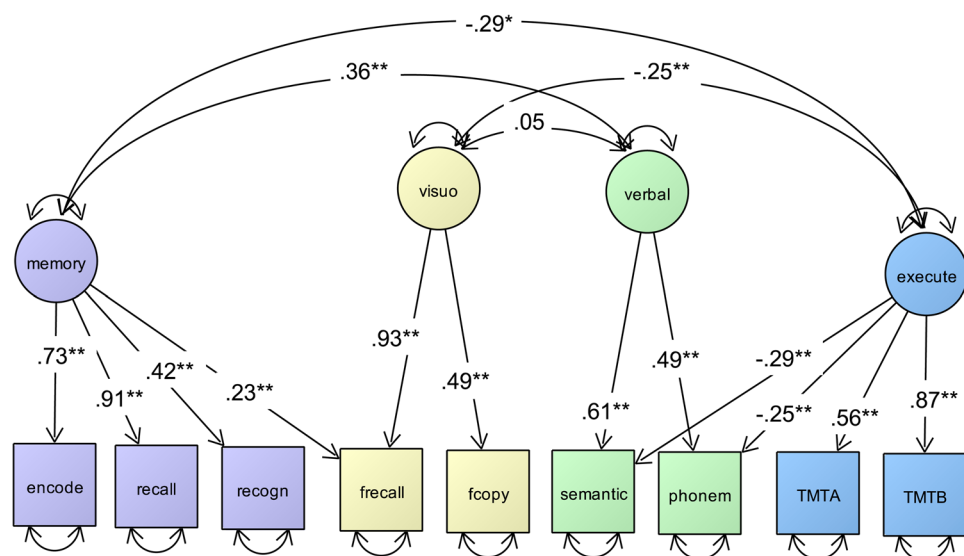 -.29*
.36**
-.25**
.05
visuo
verbal
memory
execute
.73**
.91**
.42**
.23**
.93**
.49**
.61**
.49**
-.29**
-.25**
.56**
.87**
encode
recall
recogn
frecall
fcopy
semantic
phonem
TMTA
TMTB